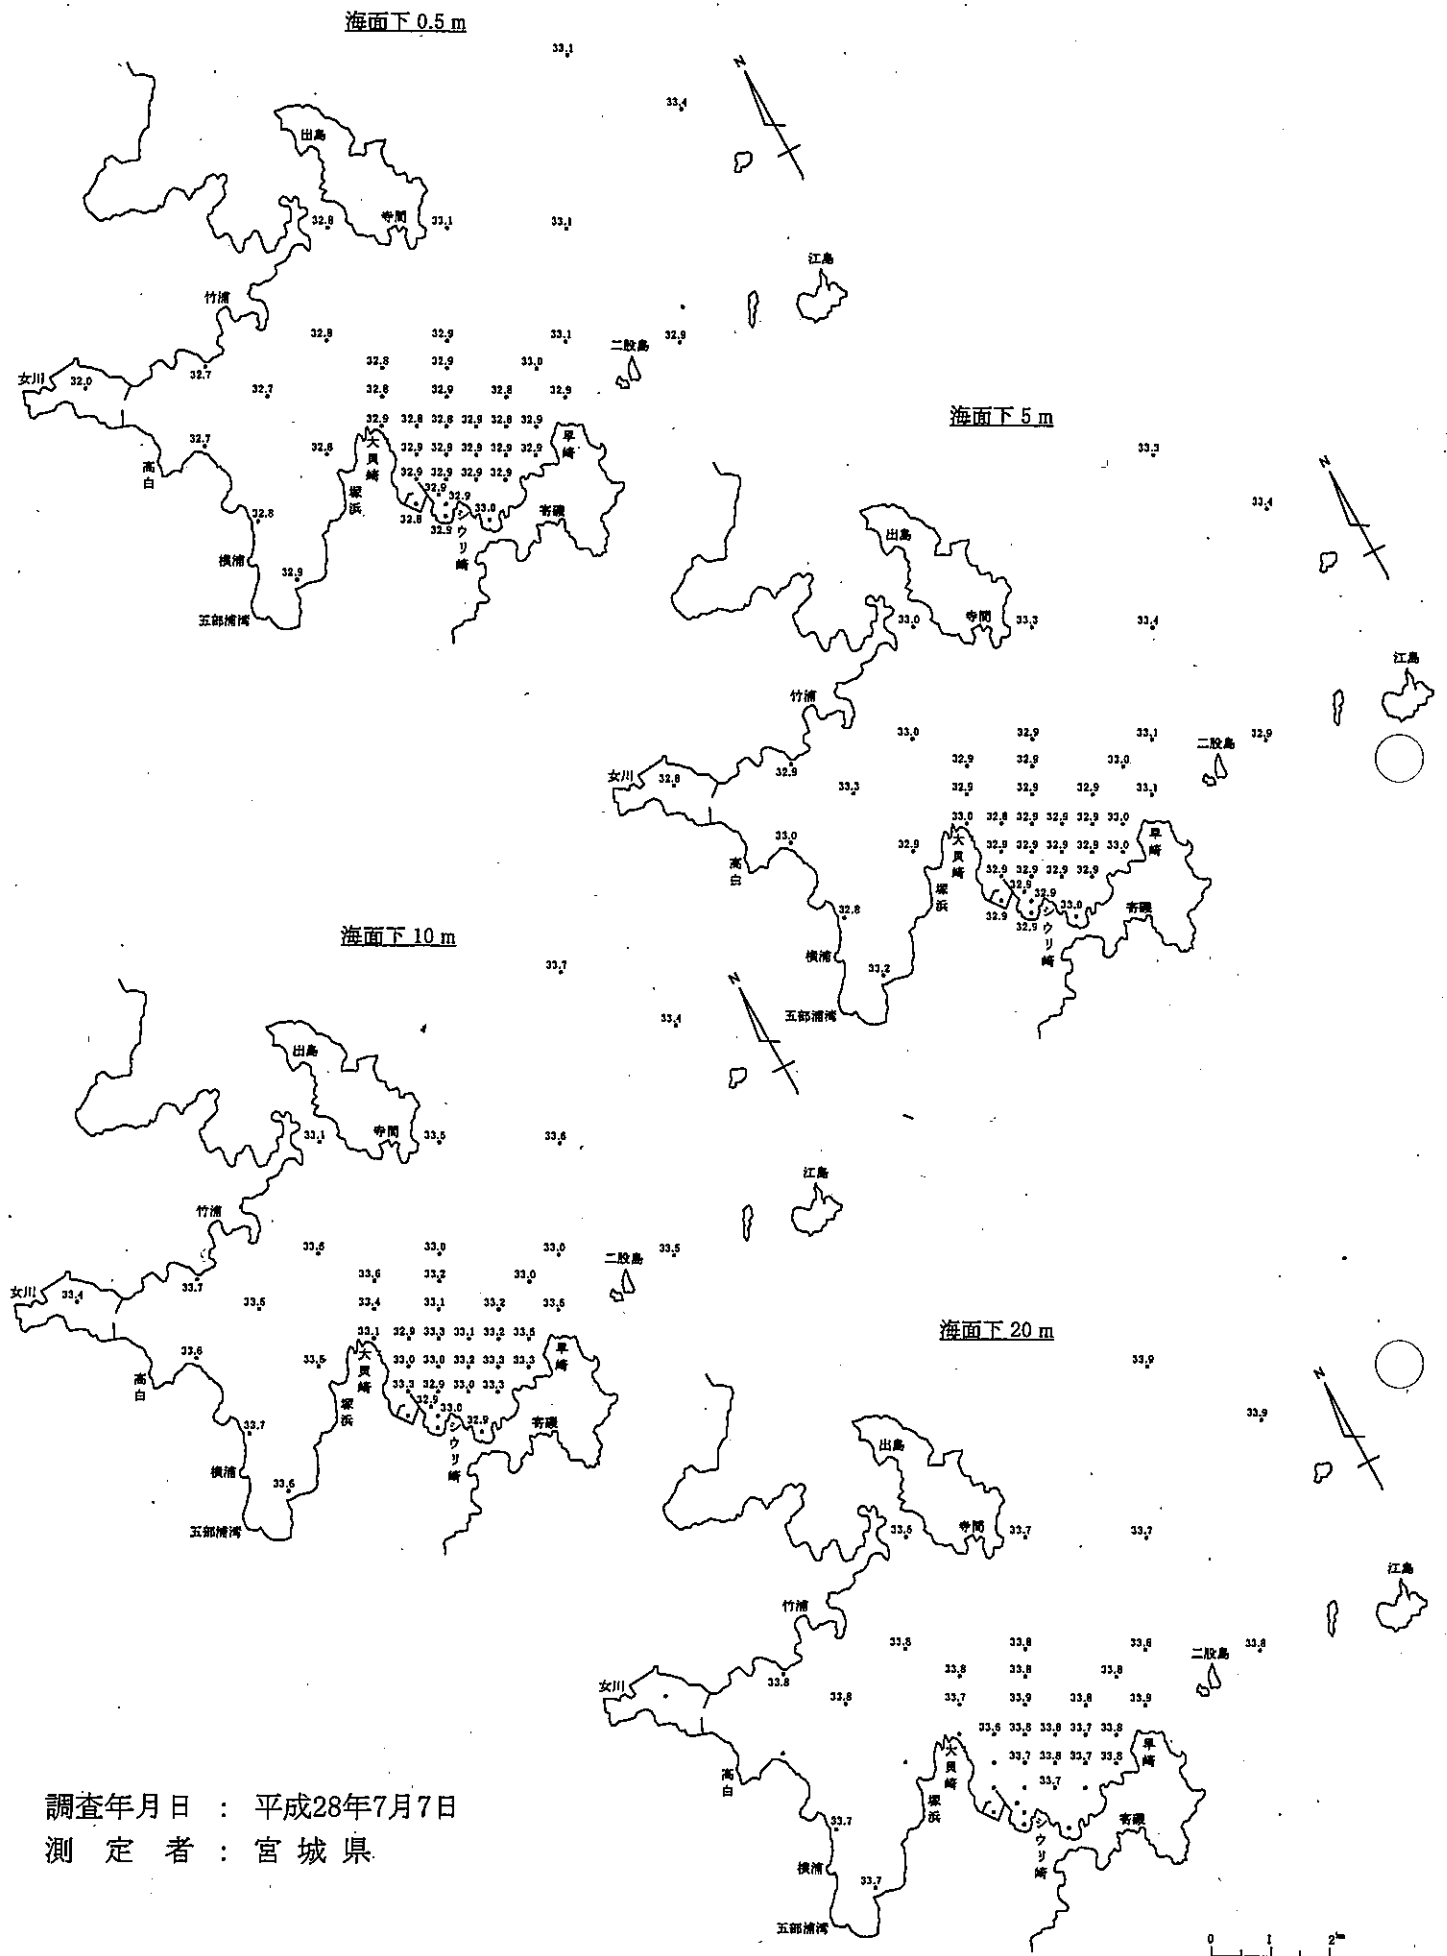 海面下 0.5 m
33.1
33.4
N
出島
寺間
32.8 33.1 33.1
江島
竹浦
32.8 32.9 33.1 32.9
二股島
32.8 32.9 33.0
女川
32.0 32.7 32.7 32.8 32.9 32.8 32.9
32.9 32.8 32.8 32.9 32.8 32.9
32.7 32.8 32.9 32.9 32.9 32.9 32.9
大貝崎
早崎
高白
32.9 32.9 32.9 32.9
塚浜
32.9 32.9
32.8 32.9 33.0
シウリ崎
寄磯
32.8
横浦
32.9
五部浦湾
海面下 5 m
33.3
33.4
N
出島
寺間
33.0 33.3 33.4
江島
竹浦
33.0 32.9 33.1 32.9
二股島
32.9 32.9 33.0
女川
32.8 32.9 33.3 32.9 32.9 32.9 33.1
33.0 32.8 32.9 32.9 32.9 33.0
33.0 32.9 32.9 32.9 32.9 32.9 33.0
大貝崎
早崎
高白
32.9 32.9 32.9 32.9
塚浜
32.9 32.9
32.9 32.9 33.0
シウリ崎
寄磯
32.8
横浦
33.2
五部浦湾
海面下 10 m
33.7
33.4
N
出島
寺間
33.1 33.5 33.6
江島
竹浦
33.5 33.0 33.0 33.5
二股島
33.6 33.2 33.0
女川
33.4 33.7 33.5 33.4 33.1 33.2 33.5
33.1 32.9 33.3 33.1 33.2 33.5
33.6 33.5 33.0 33.0 33.2 33.3 33.3
大貝崎
早崎
高白
33.3 32.9 33.0 33.3
塚浜
32.9 33.0
32.9
シウリ崎
寄磯
33.7
横浦
33.6
五部浦湾
海面下 20 m
33.9
33.9
N
出島
寺間
33.5 33.7 33.7
江島
竹浦
33.8 33.8 33.8 33.8
二股島
33.8 33.8 33.8
女川
33.8 33.8 33.7 33.9 33.8 33.9
33.6 33.8 33.8 33.7 33.8
33.7 33.8 33.7 33.8
大貝崎
早崎
高白
33.7
塚浜
シウリ崎
寄磯
33.7
横浦
33.7
五部浦湾
調査年月日 : 平成28年7月7日
測定者 : 宮城県
0 1 2km